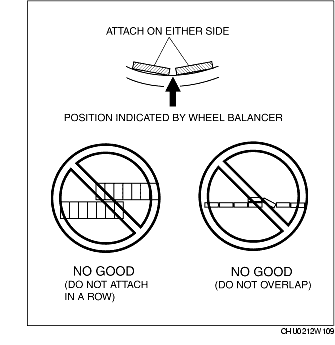 ATTACH ON EITHER SIDE
POSITION INDICATED BY WHEEL BALANCER
NO GOOD
(DO NOT ATTACH
IN A ROW)
NO GOOD
(DO NOT OVERLAP)
CHU0212W109